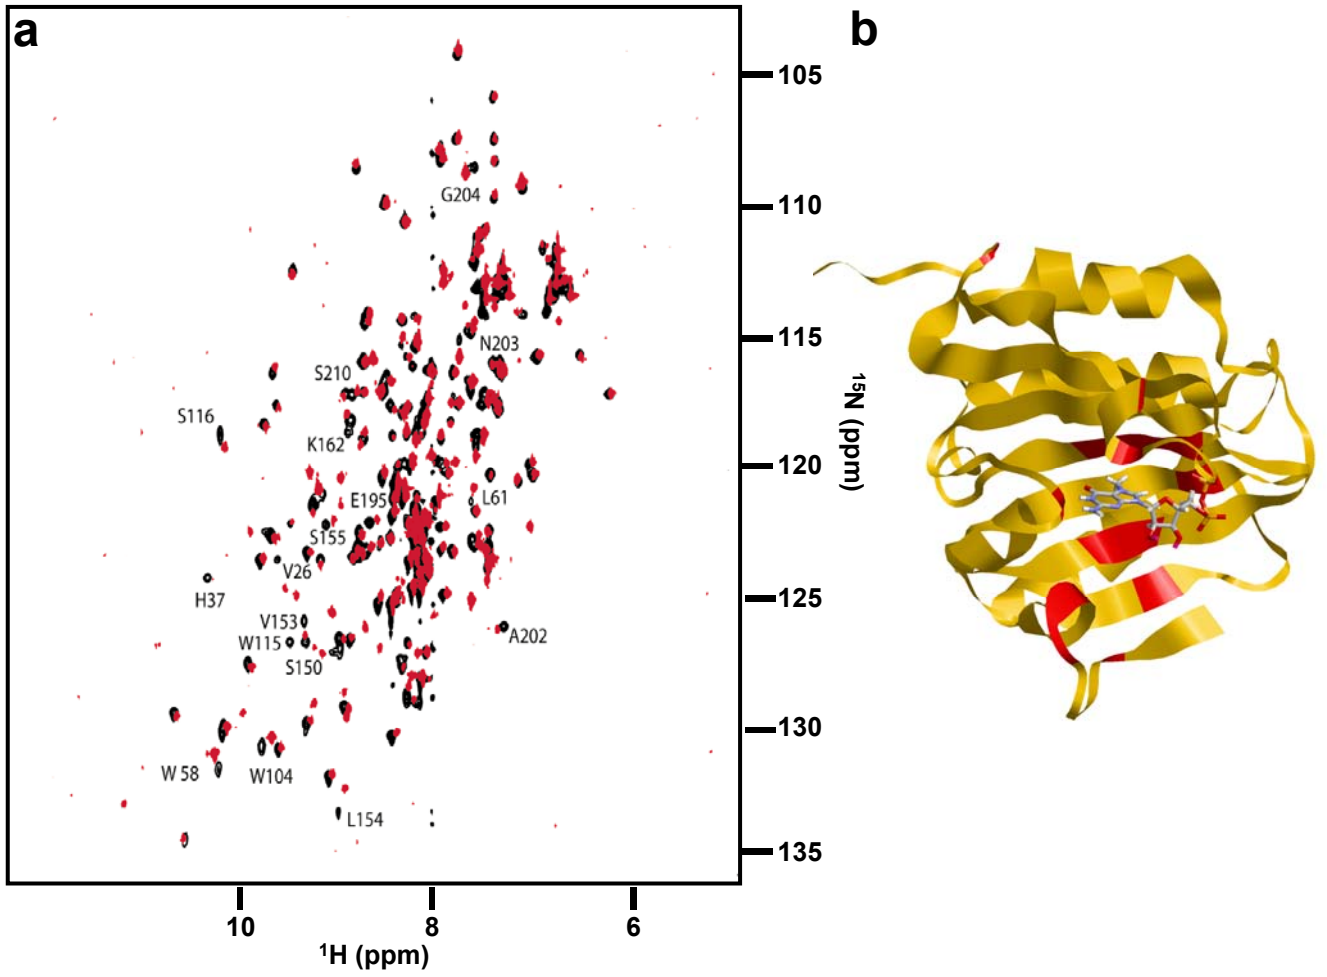 a
b
105
110
115
120
125
130
135
¹⁵N (ppm)
G204
N203
S210
S116
K162
E195
L61
S155
V26
H37
V153
W115
S150
A202
W 58
W104
L154
10
8
6
¹H (ppm)